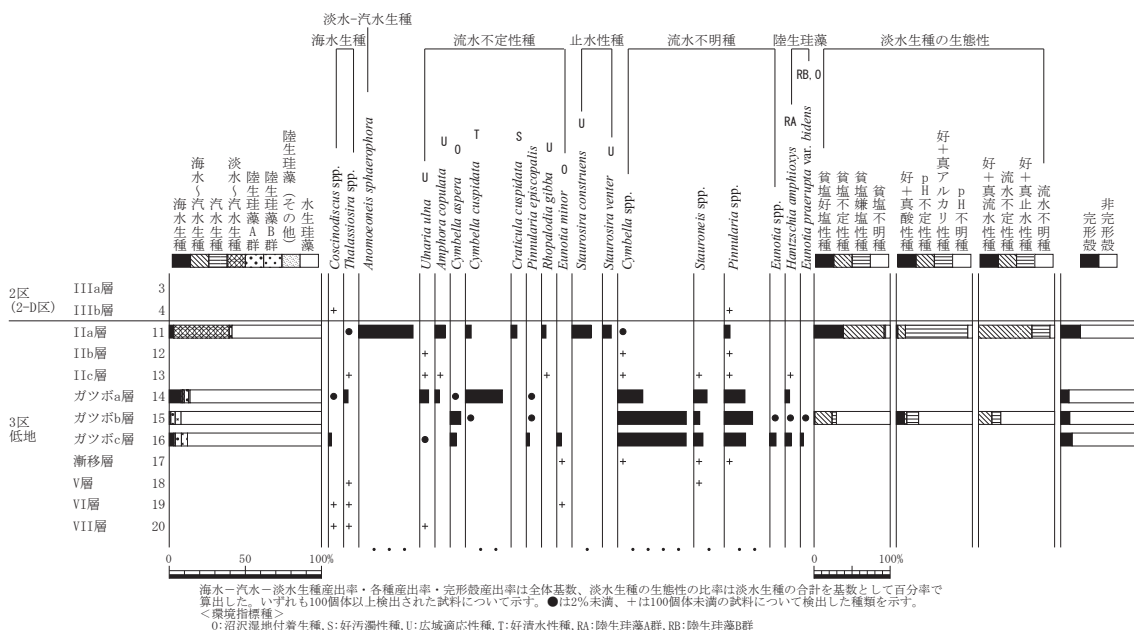 淡水-汽水生種
海水生種
流水不定性種
止水性種
流水不明種
陸生珪藻
淡水生種の生態性
海水生種
海水～汽水生種
汽水生種
淡水～汽水生種
陸生珪藻A群
陸生珪藻B群
陸生珪藻（その他）
水生珪藻
Coscinodiscus spp.
Thalassiosira spp.
Anomoeoneis sphaerophora
Ulnaria ulna U
Amphora copulata U
Cymbella aspera O
Cymbella cuspidata T
Craticula cuspidata S
Pinnularia episcopalis
Rhopalodia gibba U
Eunotia minor O
Staurosira construens U
Staurosira venter U
Cymbella spp.
Stauroneis spp.
Pinnularia spp.
Eunotia spp.
Hantzschia amphioxys RA
Eunotia praerupta var. bidens RB,O
貧塩好塩性種
貧塩不定性種
貧塩嫌塩性種
貧塩不明種
好＋真酸性種
pH不定性種
好＋真アルカリ性種
pH不明種
好＋真流水性種
流水不定性種
好＋真止水性種
流水不明種
完形殻
非完形殻
2区
(2-D区)
IIIa層 3
IIIb層 4
3区
低地
IIa層 11
IIb層 12
IIc層 13
ガツボa層 14
ガツボb層 15
ガツボc層 16
漸移層 17
V層 18
VI層 19
VII層 20
0 50 100%
0 100%
海水－汽水－淡水生種産出率・各種産出率・完形殻産出率は全体基数、淡水生種の生態性の比率は淡水生種の合計を基数として百分率で
算出した。いずれも100個体以上検出された試料について示す。●は2%未満、＋は100個体未満の試料について検出した種類を示す。
＜環境指標種＞
O:沼沢湿地付着生種,S:好汚濁性種,U:広域適応性種,T:好清水性種,RA:陸生珪藻A群,RB:陸生珪藻B群